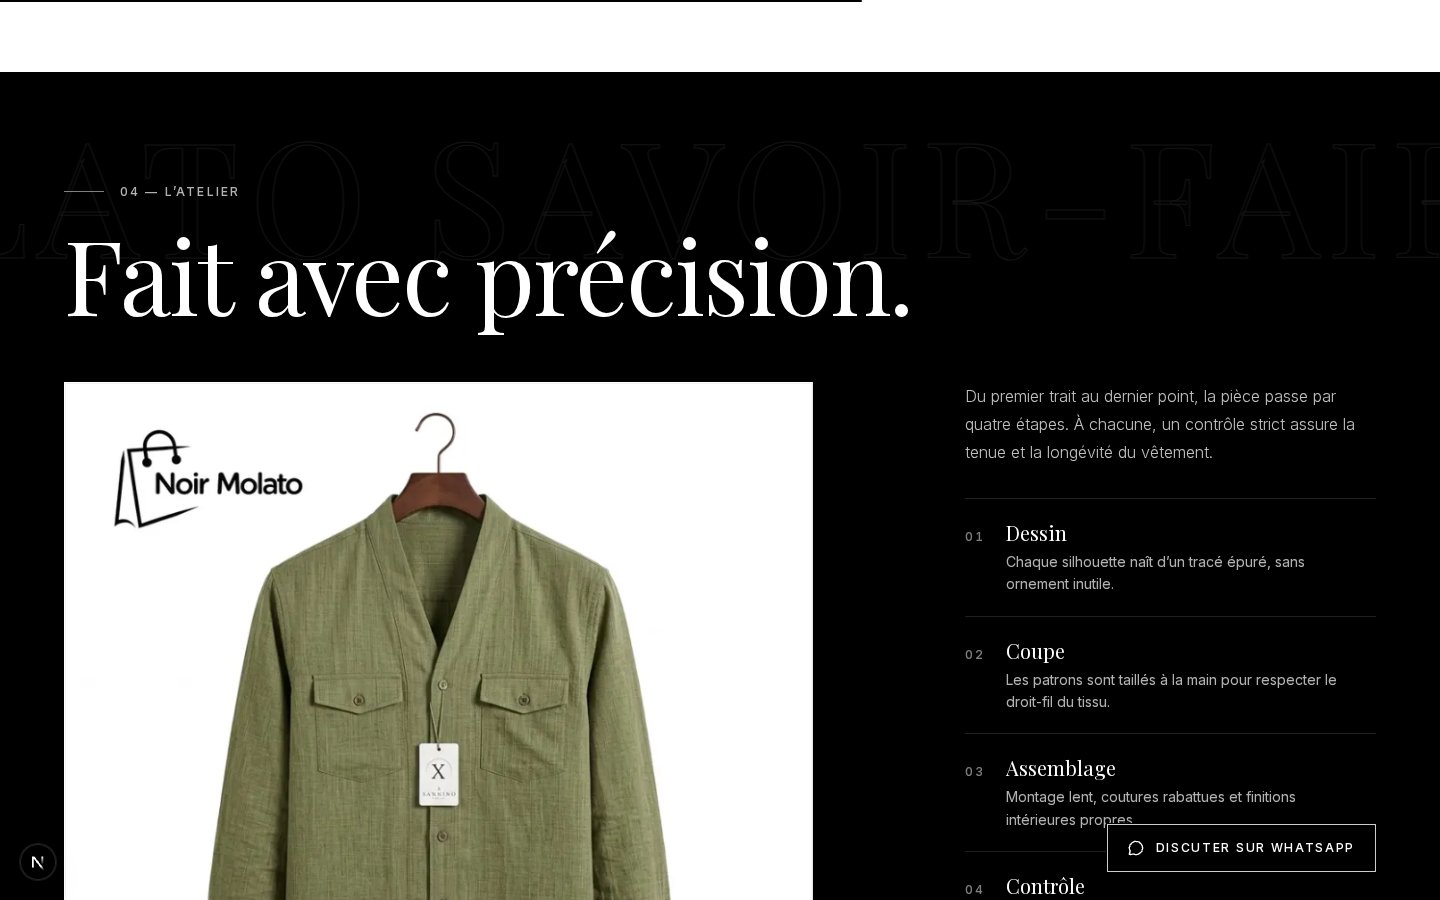 LATO SAVOIR-FAIR
04 — L’ATELIER
Fait avec précision.
Noir Molato
X
Du premier trait au dernier point, la pièce passe par
quatre étapes. À chacune, un contrôle strict assure la
tenue et la longévité du vêtement.
01 Dessin
Chaque silhouette naît d’un tracé épuré, sans
ornement inutile.
02 Coupe
Les patrons sont taillés à la main pour respecter le
droit-fil du tissu.
03 Assemblage
Montage lent, coutures rabattues et finitions
intérieures propres
DISCUTER SUR WHATSAPP
04 Contrôle
N